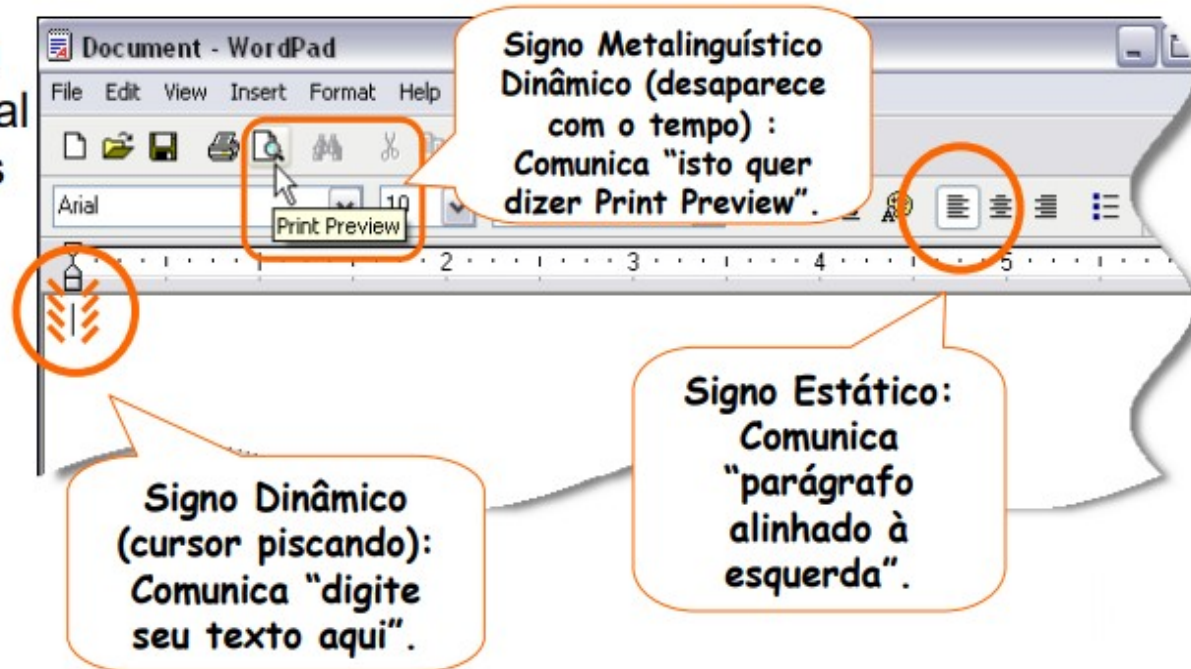 Document - WordPad
File Edit View Insert Format Help
al
s
Arial
10
Print Preview
2
3
4
5
Signo Metalinguístico
Dinâmico (desaparece
com o tempo) :
Comunica “isto quer
dizer Print Preview”.
Signo Dinâmico
(cursor piscando):
Comunica “digite
seu texto aqui”.
Signo Estático:
Comunica
“parágrafo
alinhado à
esquerda”.